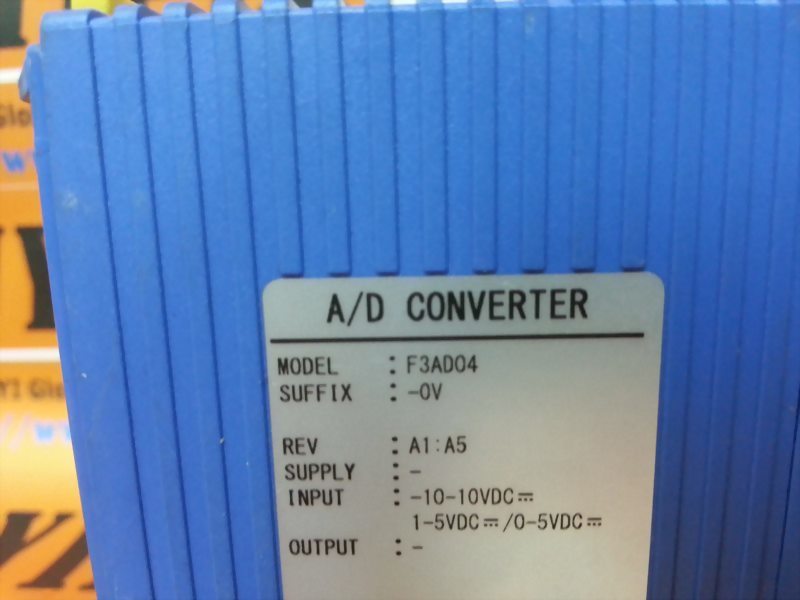 A/D CONVERTER
MODEL : F3AD04
SUFFIX : -0V
REV : A1:A5
SUPPLY : -
INPUT : -10-10VDC⎓
1-5VDC⎓/0-5VDC⎓
OUTPUT : -